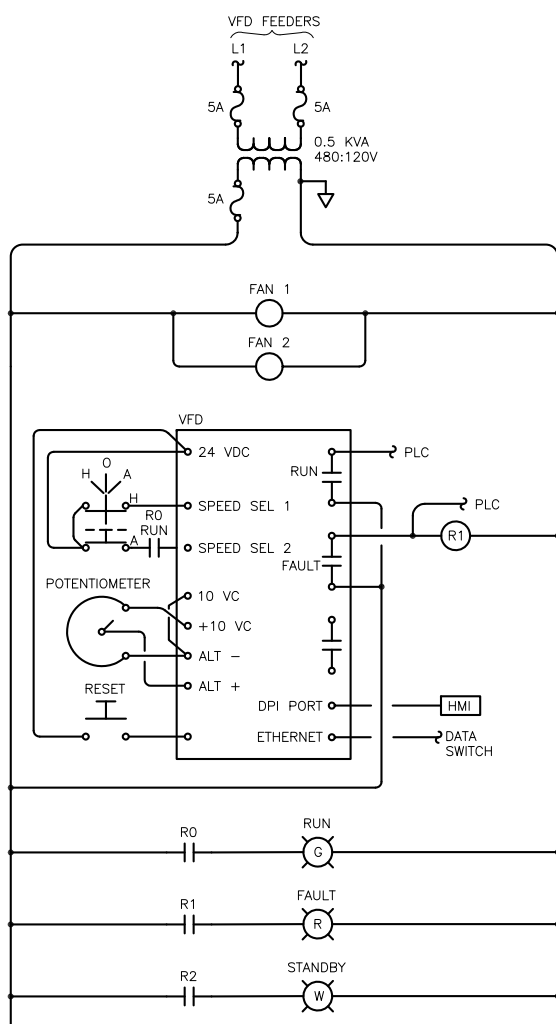 VFD FEEDERS
L1 L2
5A 5A
0.5 KVA
480:120V
5A
FAN 1
FAN 2
VFD
24 VDC
PLC
RUN
O
H A
H
SPEED SEL 1
PLC
R0
RUN
A
SPEED SEL 2
R1
FAULT
POTENTIOMETER
10 VC
+10 VC
ALT -
ALT +
RESET
DPI PORT
HMI
ETHERNET
DATA
SWITCH
RUN
R0
G
FAULT
R1
R
STANDBY
R2
W